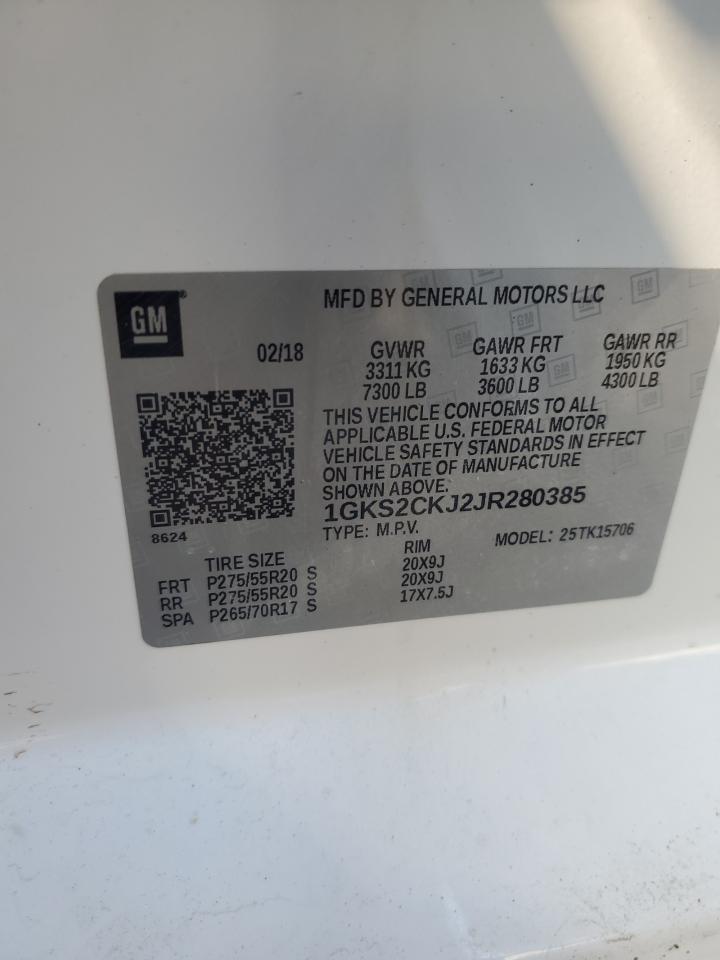 GM
®
MFD BY GENERAL MOTORS LLC
02/18
GVWR GAWR FRT GAWR RR
3311 KG 1633 KG 1950 KG
7300 LB 3600 LB 4300 LB
THIS VEHICLE CONFORMS TO ALL
APPLICABLE U.S. FEDERAL MOTOR
VEHICLE SAFETY STANDARDS IN EFFECT
ON THE DATE OF MANUFACTURE
SHOWN ABOVE.
1GKS2CKJ2JR280385
8624
TYPE: M.P.V. MODEL: 25TK15706
TIRE SIZE RIM
FRT P275/55R20 S 20X9J
RR P275/55R20 S 20X9J
SPA P265/70R17 S 17X7.5J